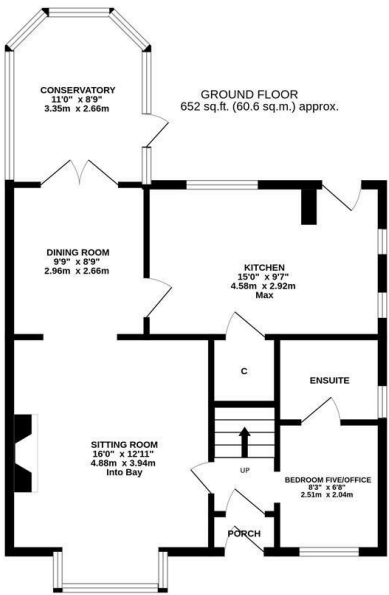 GROUND FLOOR
652 sq.ft. (60.6 sq.m.) approx.
CONSERVATORY
11'0" x 8'9"
3.35m x 2.66m
DINING ROOM
9'9" x 8'9"
2.96m x 2.66m
KITCHEN
15'0" x 9'7"
4.58m x 2.92m
Max
C
ENSUITE
SITTING ROOM
16'0" x 12'11"
4.88m x 3.94m
Into Bay
UP
BEDROOM FIVE/OFFICE
8'3" x 6'8"
2.51m x 2.04m
PORCH